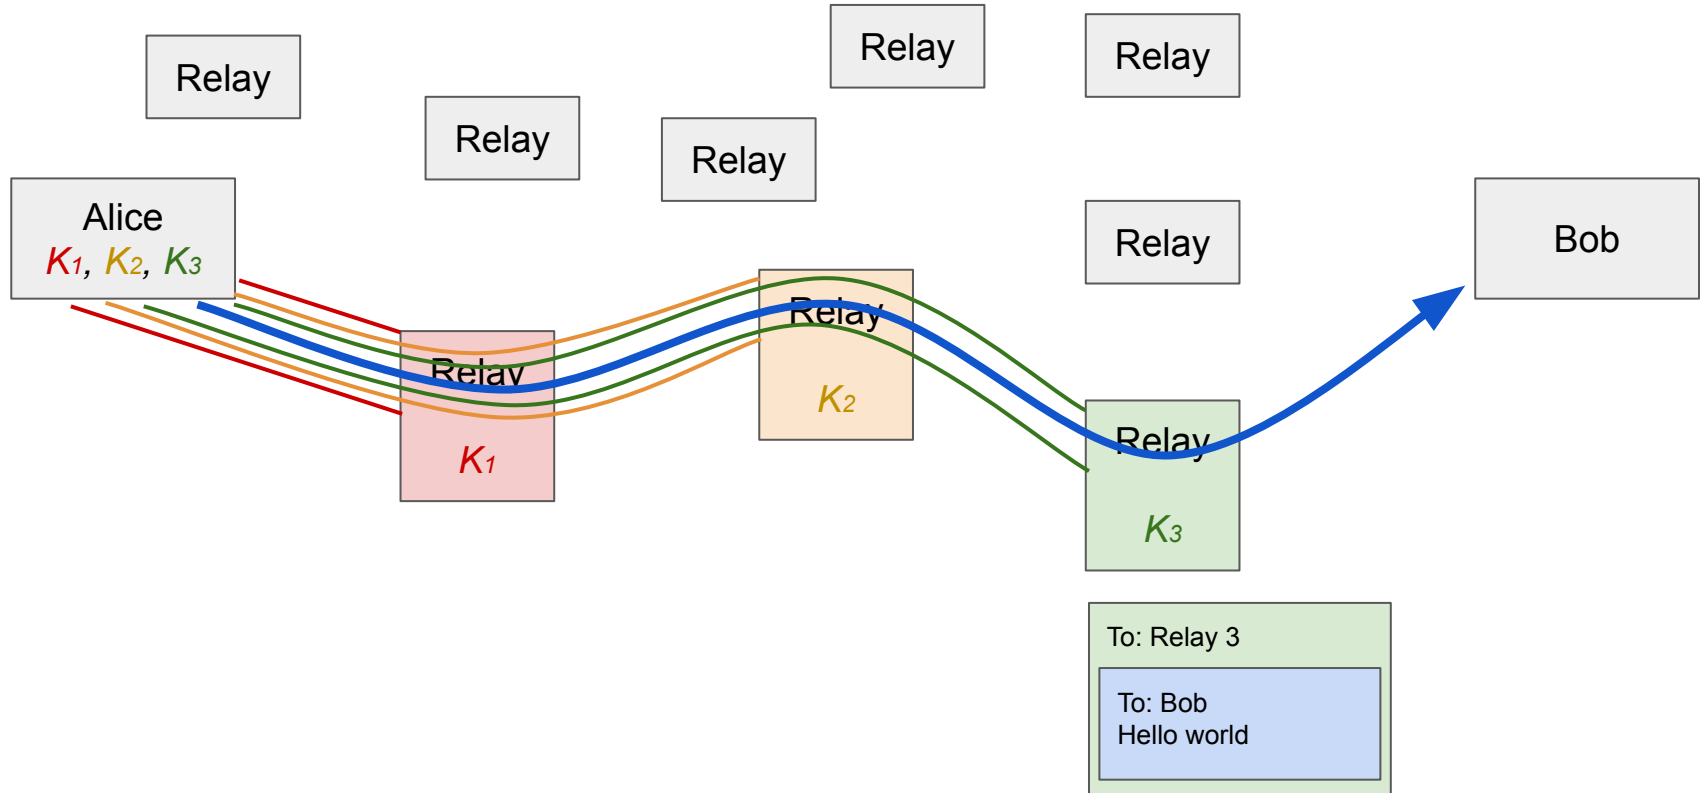 Relay
Relay
Relay
Relay
Relay
Alice
K1, K2, K3
Relay
Bob
Relay
K1
Relay
K2
Relay
K3
To: Relay 3
To: Bob
Hello world